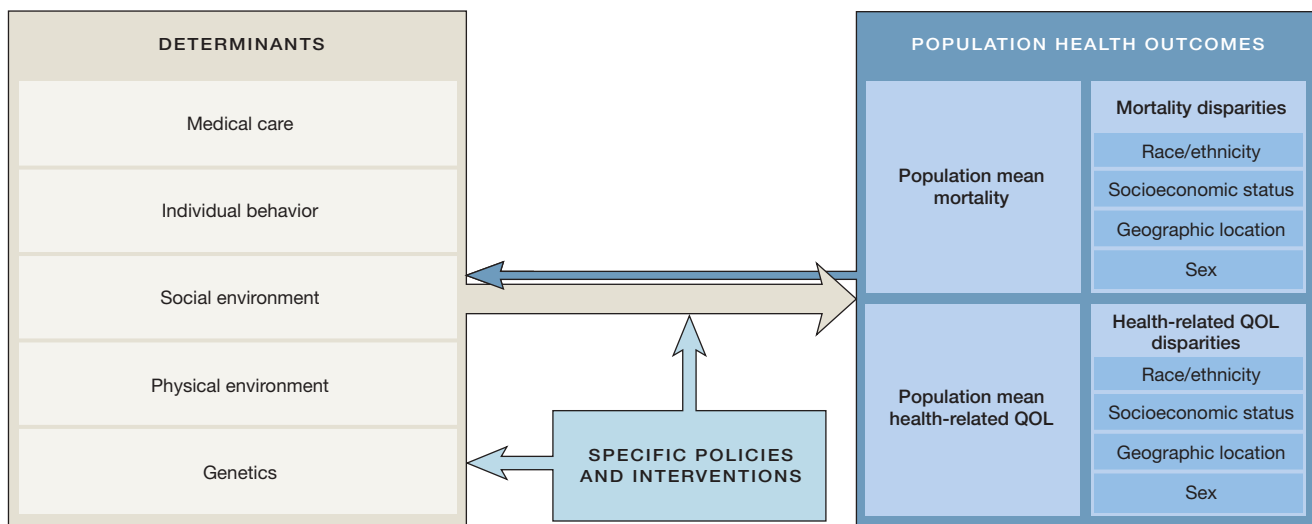 DETERMINANTS
Medical care
Individual behavior
Social environment
Physical environment
Genetics
SPECIFIC POLICIES
AND INTERVENTIONS
POPULATION HEALTH OUTCOMES
Population mean
mortality
Mortality disparities
Race/ethnicity
Socioeconomic status
Geographic location
Sex
Population mean
health-related QOL
Health-related QOL
disparities
Race/ethnicity
Socioeconomic status
Geographic location
Sex